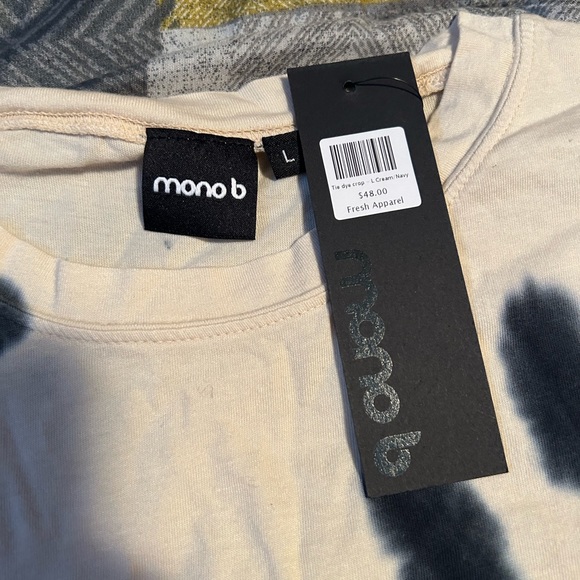 mono b
L
Tie dye crop - L Cream/Navy
$48.00
Fresh Apparel
mono b